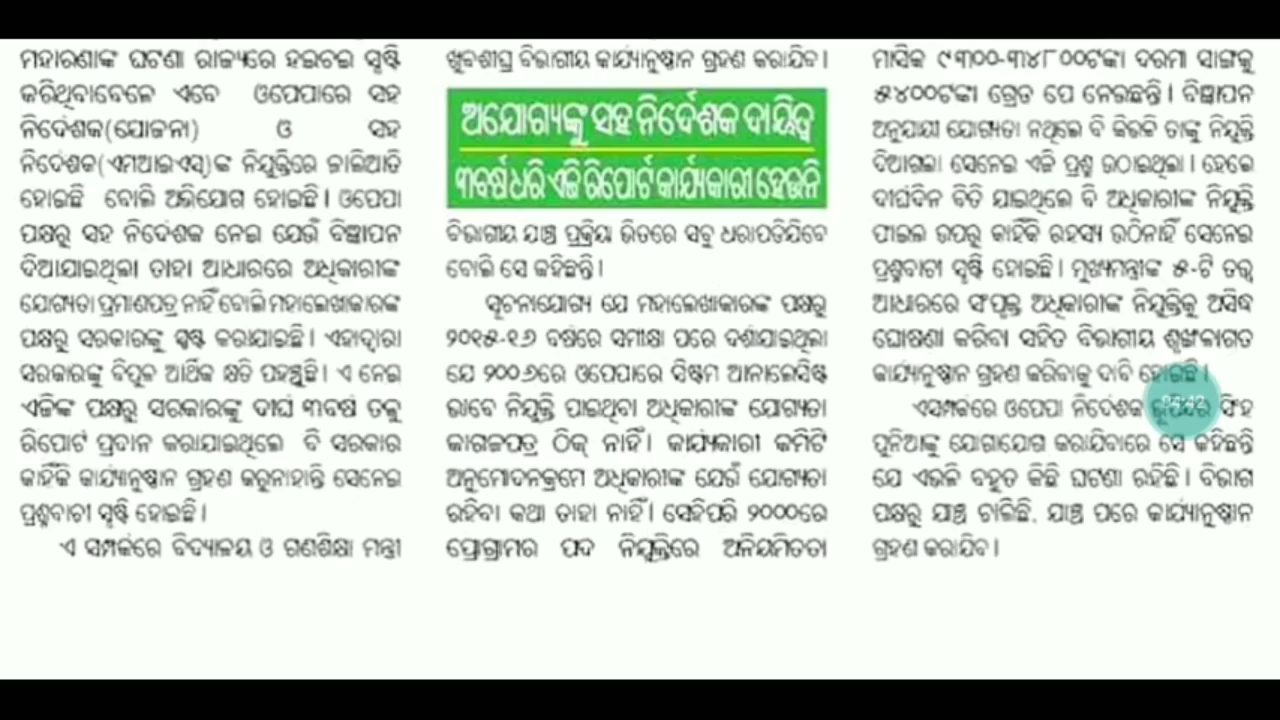 ମହାରଣାଙ୍କ ଘଟଣା ରାଜ୍ୟରେ ହଇଚଇ ସୃଷ୍ଟି
କରିଥିବାବେଳେ ଏବେ ଓପେପାରେ ସହ
ନିର୍ଦେଶକ(ଯୋଜନା) ଓ ସହ
ନିର୍ଦେଶକ(ଏମଆଇଏସ୍)ଙ୍କ ନିଯୁକ୍ତିରେ ଜାଲିଆତି
ହୋଇଛି ବୋଲି ଅଭିଯୋଗ ହୋଇଛି। ଓପେପା
ପକ୍ଷରୁ ସହ ନିର୍ଦେଶକ ନେଇ ଯେଉଁ ବିଜ୍ଞାପନ
ଦିଆଯାଇଥିଲା ତାହା ଆଧାରରେ ଅଧିକାରୀଙ୍କ
ଯୋଗ୍ୟତା ପ୍ରମାଣପତ୍ର ନାହିଁ ବୋଲି ମହାଲେଖାକାରଙ୍କ
ପକ୍ଷରୁ ସରକାରଙ୍କୁ ସ୍ପଷ୍ଟ କରାଯାଇଛି। ଏହାଦ୍ୱାରା
ସରକାରଙ୍କୁ ବିପୁଳ ଆର୍ଥିକ କ୍ଷତି ପହଞ୍ଚୁଛି। ଏ ନେଇ
ଏଜିଙ୍କ ପକ୍ଷରୁ ସରକାରଙ୍କୁ ଦୀର୍ଘ ୩ବର୍ଷ ତଳୁ
ରିପୋର୍ଟ ପ୍ରଦାନ କରାଯାଇଥିଲେ ବି ସରକାର
କାହିଁକି କାର୍ଯ୍ୟାନୁଷ୍ଠାନ ଗ୍ରହଣ କରୁନାହାନ୍ତି ସେନେଇ
ପ୍ରଶ୍ନବାଚୀ ସୃଷ୍ଟି ହୋଇଛି।
ଏ ସମ୍ପର୍କରେ ବିଦ୍ୟାଳୟ ଓ ଗଣଶିକ୍ଷା ମନ୍ତ୍ରୀ
ଖୁବଶୀଘ୍ର ବିଭାଗୀୟ କାର୍ଯ୍ୟାନୁଷ୍ଠାନ ଗ୍ରହଣ କରାଯିବ।
ଅଯୋଗ୍ୟଙ୍କୁ ସହ ନିର୍ଦେଶକ ଦାୟିତ୍ୱ
୩ବର୍ଷ ଧରି ଏଜି ରିପୋର୍ଟ କାର୍ଯ୍ୟକାରୀ ହେଉନି
ବିଭାଗୀୟ ଯାଞ୍ଚ ପ୍ରକ୍ରିୟା ଭିତରେ ସବୁ ଧରାପଡିଯିବେ
ବୋଲି ସେ କହିଛନ୍ତି।
ସୂଚନାଯୋଗ୍ୟ ଯେ ମହାଲେଖାକାରଙ୍କ ପକ୍ଷରୁ
୨୦୧୫-୧୬ ବର୍ଷରେ ସମୀକ୍ଷା ପରେ ଦର୍ଶାଯାଇଥିଲା
ଯେ ୨୦୦୬ରେ ଓପେପାରେ ସିଷ୍ଟମ ଆନାଲେସିଷ୍ଟ
ଭାବେ ନିଯୁକ୍ତି ପାଇଥିବା ଅଧିକାରୀଙ୍କ ଯୋଗ୍ୟତା
କାଗଜପତ୍ର ଠିକ୍ ନାହିଁ। କାର୍ଯ୍ୟକାରୀ କମିଟି
ଅନୁମୋଦନକ୍ରମେ ଅଧିକାରୀଙ୍କ ଯେଉଁ ଯୋଗ୍ୟତା
ରହିବା କଥା ତାହା ନାହିଁ। ସେହିପରି ୨୦୦୦ରେ
ପ୍ରୋଗ୍ରାମର ପଦ ନିଯୁକ୍ତିରେ ଅନିୟମିତତା
ମାସିକ ୯୩୦୦-୩୪୮୦୦ଟଙ୍କା ଦରମା ସାଙ୍ଗକୁ
୫୪୦୦ଟଙ୍କା ଗ୍ରେଡ ପେ ନେଇଛନ୍ତି। ବିଜ୍ଞାପନ
ଅନୁଯାୟୀ ଯୋଗ୍ୟତା ନଥିଲେ ବି କିଭଳି ତାଙ୍କୁ ନିଯୁକ୍ତି
ଦିଆଗଲା ସେନେଇ ଏଜି ପ୍ରଶ୍ନ ଉଠାଇଥିଲା। ହେଲେ
ଦୀର୍ଘଦିନ ବିତି ଯାଇଥିଲେ ବି ଅଧିକାରୀଙ୍କ ନିଯୁକ୍ତି
ଫାଇଲ ଉପରୁ କାହିଁକି ରହସ୍ୟ ଉଠିନାହିଁ ସେନେଇ
ପ୍ରଶ୍ନବାଚୀ ସୃଷ୍ଟି ହୋଇଛି। ମୁଖ୍ୟମନ୍ତ୍ରୀଙ୍କ ୫-ଟି ତତ୍ତ୍ୱ
ଆଧାରରେ ସଂପୃକ୍ତ ଅଧିକାରୀଙ୍କ ନିଯୁକ୍ତିକୁ ଅସିଦ୍ଧ
ଘୋଷଣା କରିବା ସହିତ ବିଭାଗୀୟ ଶୃଙ୍ଖଳାଗତ
କାର୍ଯ୍ୟାନୁଷ୍ଠାନ ଗ୍ରହଣ କରିବାକୁ ଦାବି ହୋଇଛି।
ଏସମ୍ପର୍କରେ ଓପେପା ନିର୍ଦେଶକ ଭୂପେନ୍ଦ୍ର ସିଂହ
ପୁନିଆଙ୍କୁ ଯୋଗାଯୋଗ କରାଯିବାରେ ସେ କହିଛନ୍ତି
ଯେ ଏଭଳି ବହୁତ କିଛି ଘଟଣା ରହିଛି। ବିଭାଗ
ପକ୍ଷରୁ ଯାଞ୍ଚ ଚାଲିଛି, ଯାଞ୍ଚ ପରେ କାର୍ଯ୍ୟାନୁଷ୍ଠାନ
ଗ୍ରହଣ କରାଯିବ।
04:42